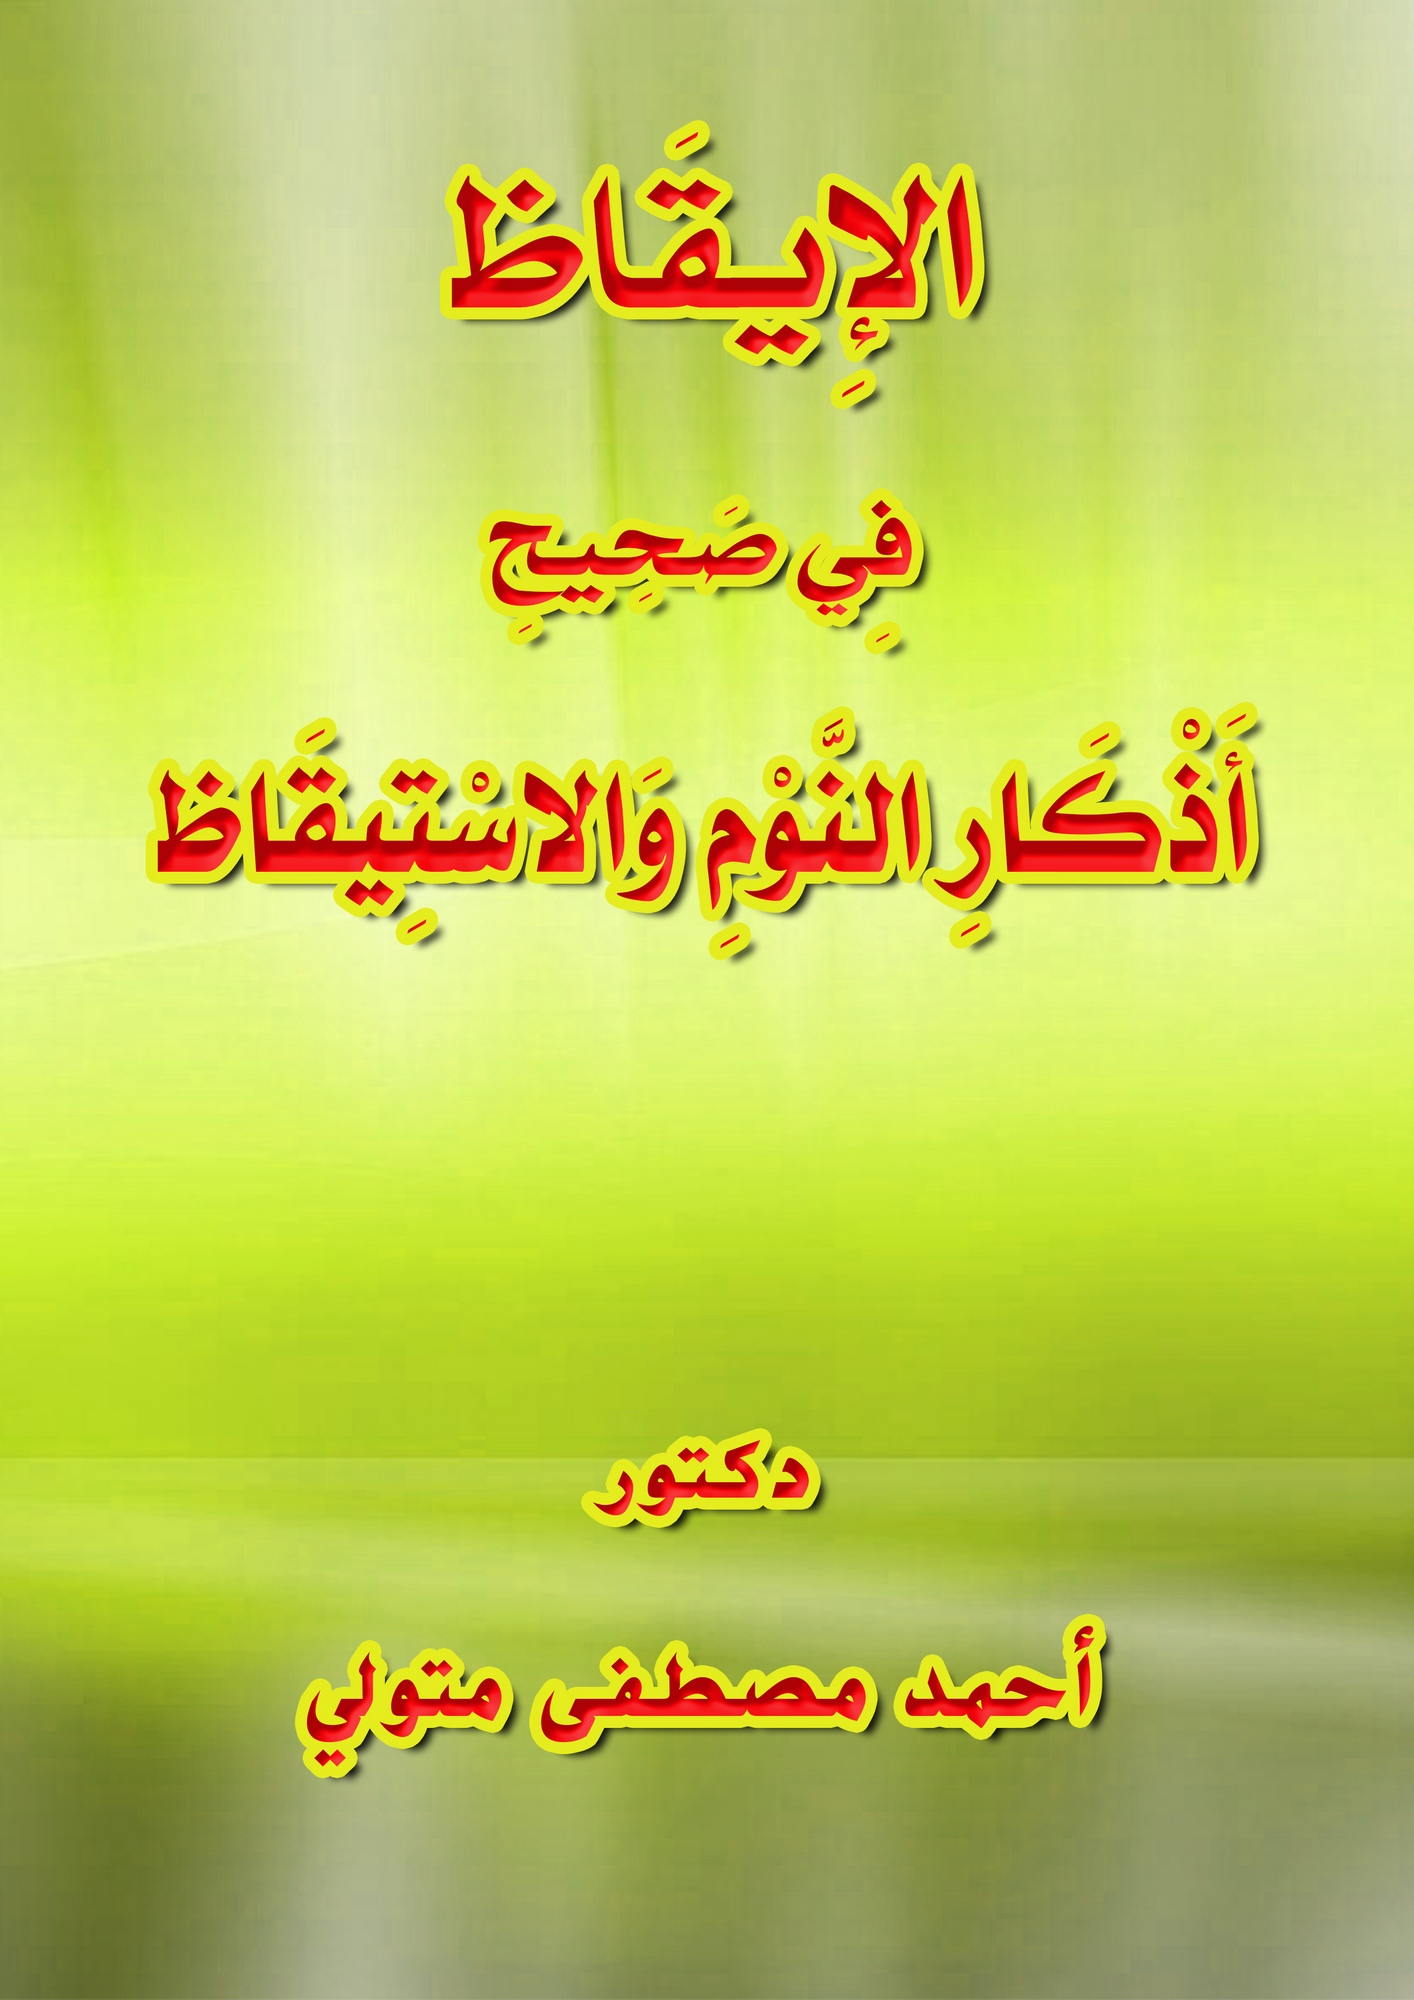 الإِيقَاظ
فِي صَحِيحِ
أَذْكَارِ النَّوْمِ وَالاسْتِيقَاظ
دكتور
أحمد مصطفى متولي